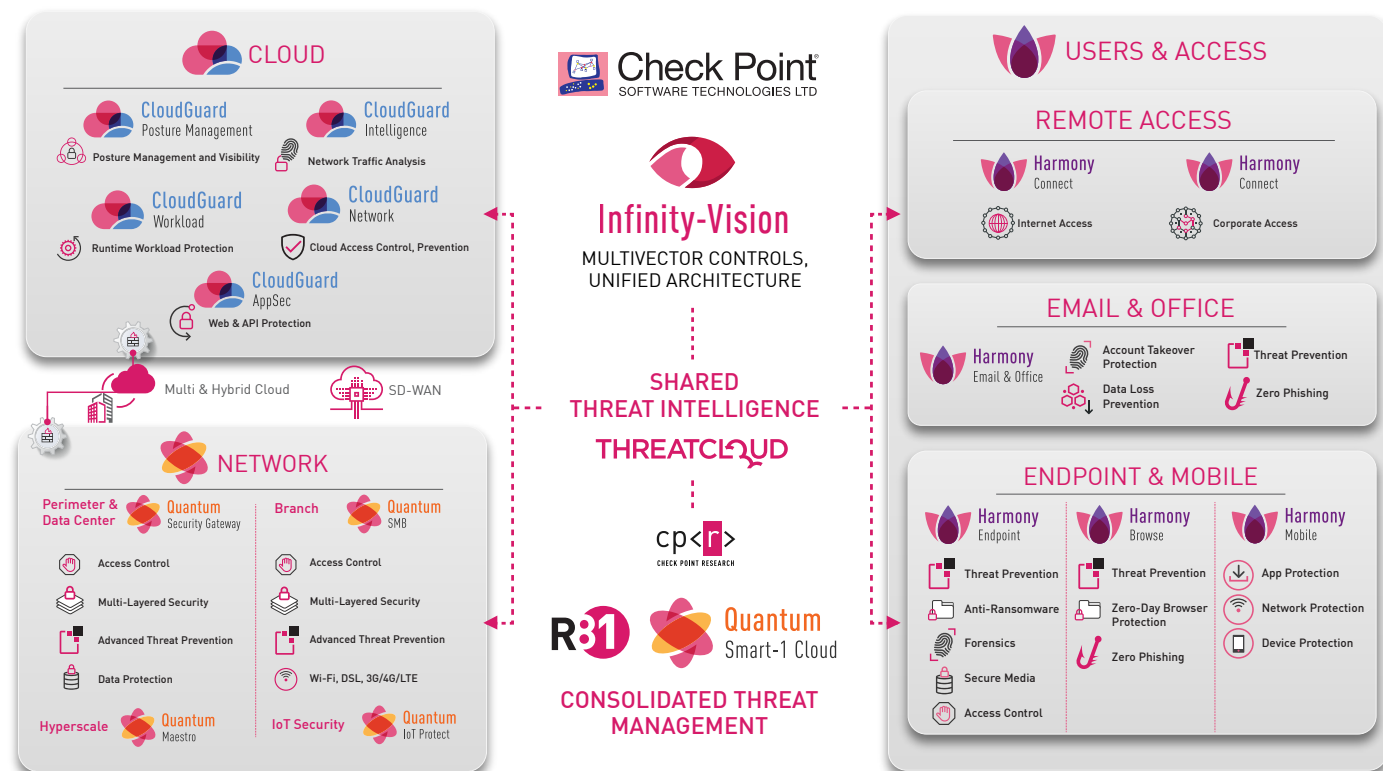 CLOUD
CloudGuard
Posture Management
Posture Management and Visibility
CloudGuard
Intelligence
Network Traffic Analysis
CloudGuard
Workload
Runtime Workload Protection
CloudGuard
Network
Cloud Access Control, Prevention
CloudGuard
AppSec
Web & API Protection
Multi & Hybrid Cloud
SD-WAN
NETWORK
Perimeter &
Data Center
Quantum
Security Gateway
Access Control
Multi-Layered Security
Advanced Threat Prevention
Data Protection
Hyperscale
Quantum
Maestro
Branch
Quantum
SMB
Access Control
Multi-Layered Security
Advanced Threat Prevention
Wi-Fi, DSL, 3G/4G/LTE
IoT Security
Quantum
IoT Protect
Check Point®
SOFTWARE TECHNOLOGIES LTD
Infinity-Vision
MULTIVECTOR CONTROLS,
UNIFIED ARCHITECTURE
SHARED
THREAT INTELLIGENCE
THREATCLOUD
cp<r>
CHECK POINT RESEARCH
R81
Quantum
Smart-1 Cloud
CONSOLIDATED THREAT
MANAGEMENT
USERS & ACCESS
REMOTE ACCESS
Harmony
Connect
Internet Access
Harmony
Connect
Corporate Access
EMAIL & OFFICE
Harmony
Email & Office
Account Takeover
Protection
Data Loss
Prevention
Threat Prevention
Zero Phishing
ENDPOINT & MOBILE
Harmony
Endpoint
Threat Prevention
Anti-Ransomware
Forensics
Secure Media
Access Control
Harmony
Browse
Threat Prevention
Zero-Day Browser
Protection
Zero Phishing
Harmony
Mobile
App Protection
Network Protection
Device Protection